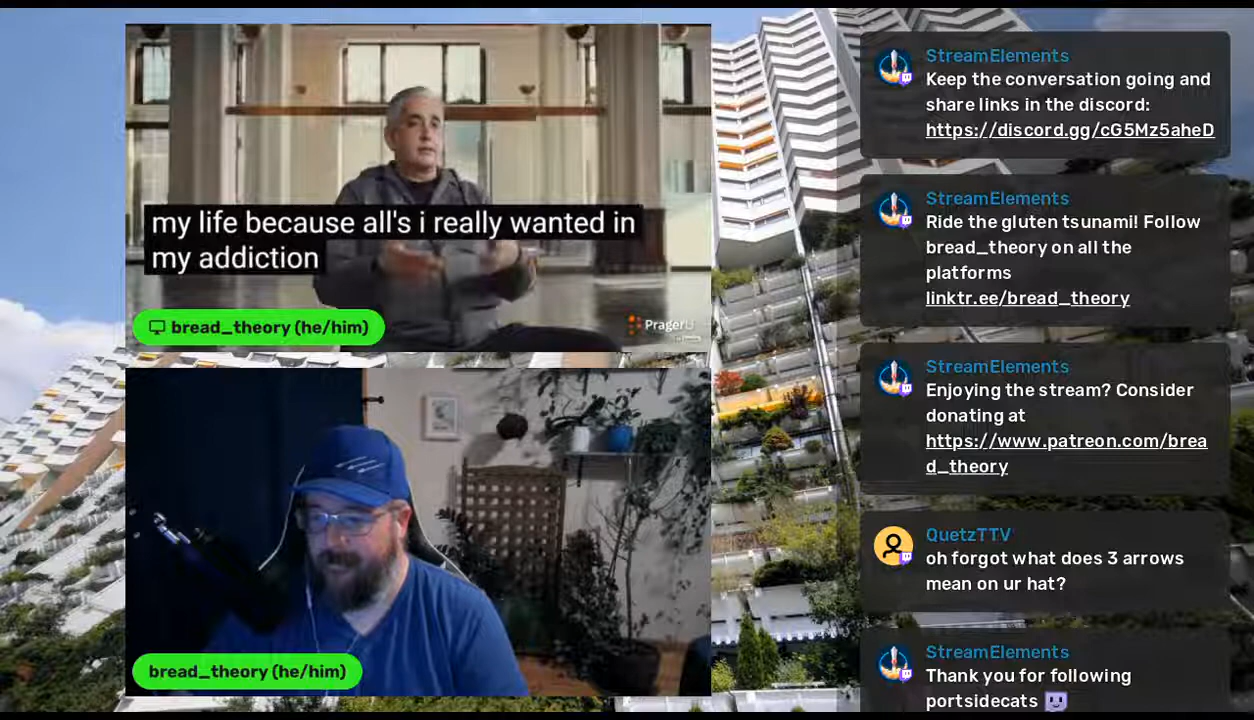 my life because all's i really wanted in
my addiction
bread_theory (he/him)
PragerU
bread_theory (he/him)
StreamElements
Keep the conversation going and
share links in the discord:
https://discord.gg/cG5Mz5aheD
StreamElements
Ride the gluten tsunami! Follow
bread_theory on all the
platforms
linktr.ee/bread_theory
StreamElements
Enjoying the stream? Consider
donating at
https://www.patreon.com/brea
d_theory
QuetzTTV
oh forgot what does 3 arrows
mean on ur hat?
StreamElements
Thank you for following
portsidecats